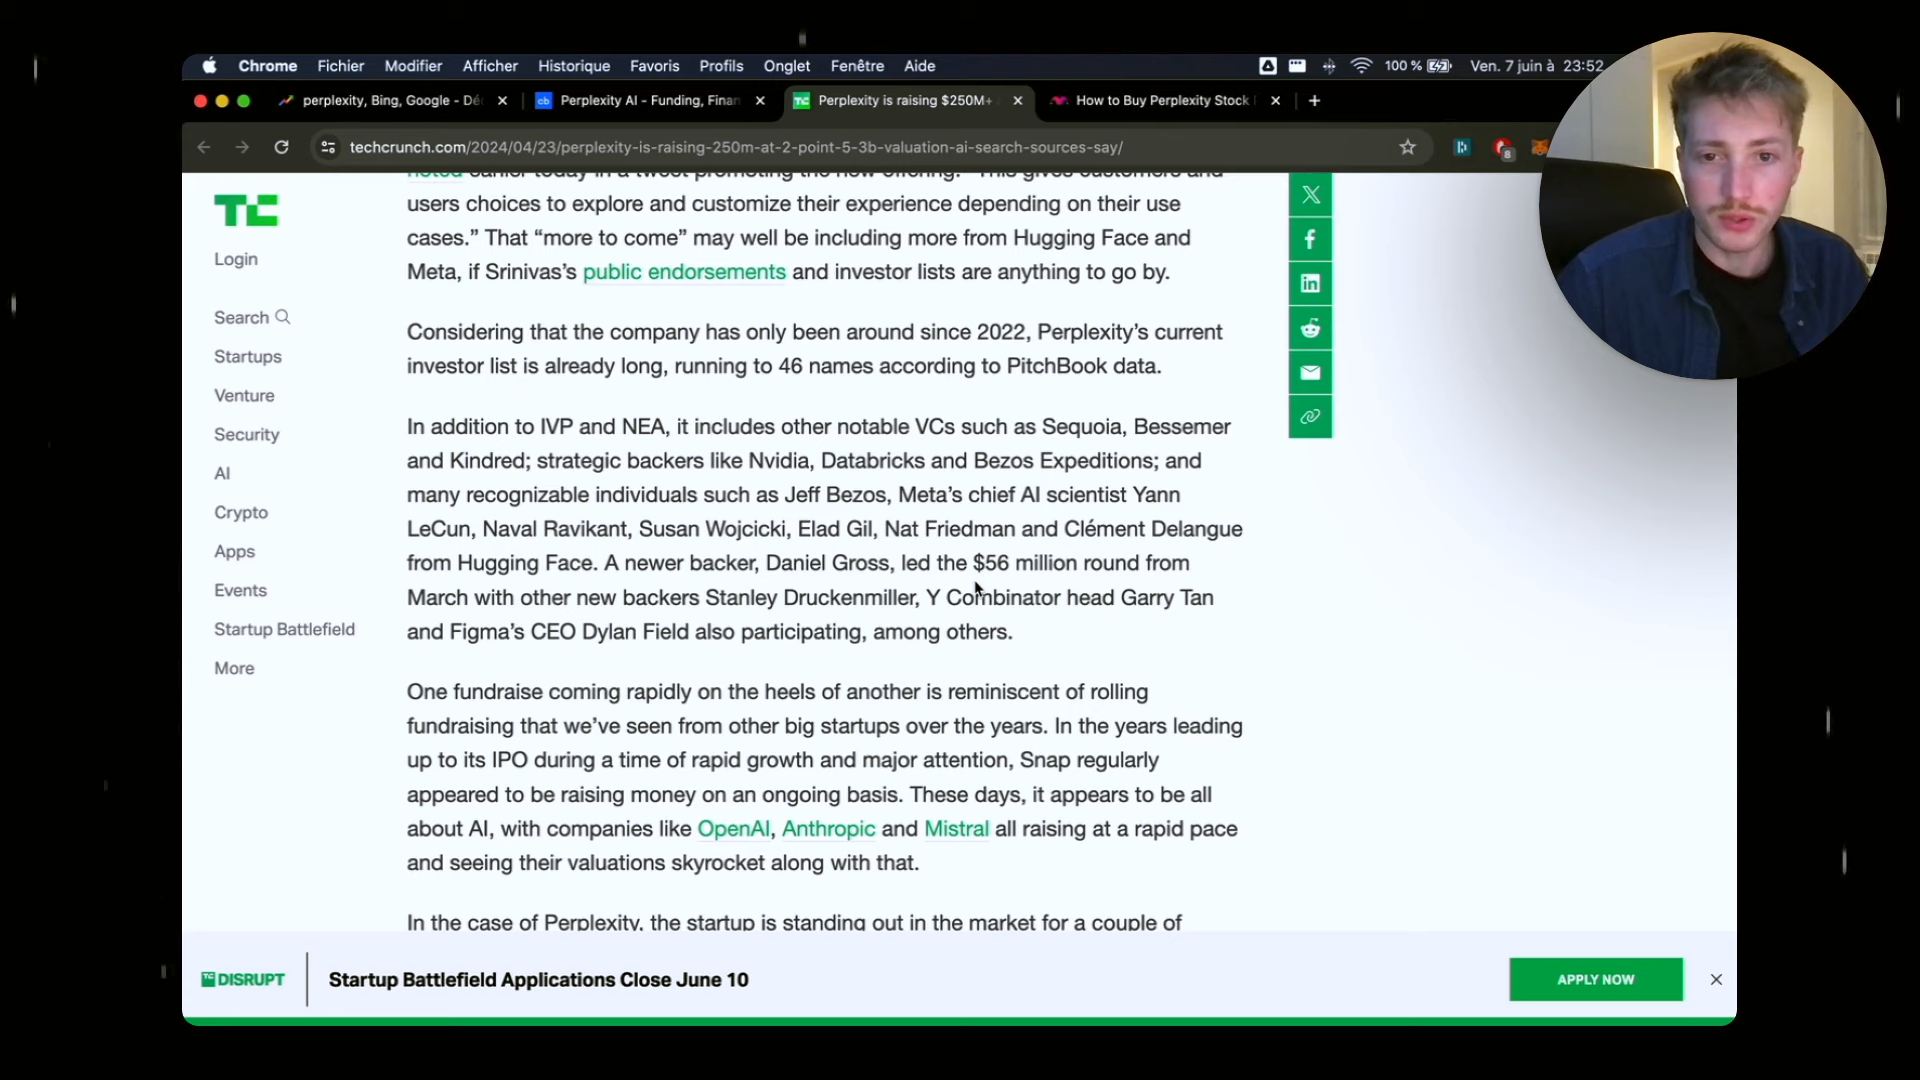 Chrome Fichier Modifier Afficher Historique Favoris Profils Onglet Fenêtre Aide 100 % Ven. 7 juin à 23:52
perplexity, Bing, Google - Dé
Perplexity AI - Funding, Finan
Perplexity is raising $250M+
How to Buy Perplexity Stock
techcrunch.com/2024/04/23/perplexity-is-raising-250m-at-2-point-5-3b-valuation-ai-search-sources-say/
8
TC
Login
Search
Startups
Venture
Security
AI
Crypto
Apps
Events
Startup Battlefield
More
noted earlier today in a tweet promoting the new offering. “This gives customers and
users choices to explore and customize their experience depending on their use
cases.” That “more to come” may well be including more from Hugging Face and
Meta, if Srinivas’s public endorsements and investor lists are anything to go by.
Considering that the company has only been around since 2022, Perplexity’s current
investor list is already long, running to 46 names according to PitchBook data.
In addition to IVP and NEA, it includes other notable VCs such as Sequoia, Bessemer
and Kindred; strategic backers like Nvidia, Databricks and Bezos Expeditions; and
many recognizable individuals such as Jeff Bezos, Meta’s chief AI scientist Yann
LeCun, Naval Ravikant, Susan Wojcicki, Elad Gil, Nat Friedman and Clément Delangue
from Hugging Face. A newer backer, Daniel Gross, led the $56 million round from
March with other new backers Stanley Druckenmiller, Y Combinator head Garry Tan
and Figma’s CEO Dylan Field also participating, among others.
One fundraise coming rapidly on the heels of another is reminiscent of rolling
fundraising that we’ve seen from other big startups over the years. In the years leading
up to its IPO during a time of rapid growth and major attention, Snap regularly
appeared to be raising money on an ongoing basis. These days, it appears to be all
about AI, with companies like OpenAI, Anthropic and Mistral all raising at a rapid pace
and seeing their valuations skyrocket along with that.
In the case of Perplexity, the startup is standing out in the market for a couple of
TC DISRUPT
Startup Battlefield Applications Close June 10
APPLY NOW